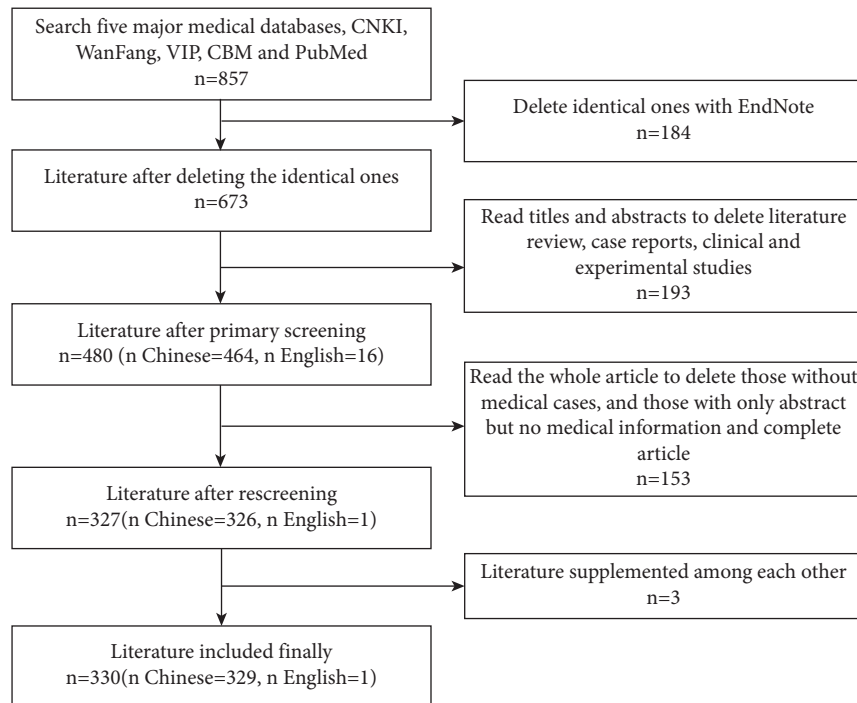 Search five major medical databases, CNKI,
WanFang, VIP, CBM and PubMed
n=857
Delete identical ones with EndNote
n=184
Literature after deleting the identical ones
n=673
Read titles and abstracts to delete literature
review, case reports, clinical and
experimental studies
n=193
Literature after primary screening
n=480 (n Chinese=464, n English=16)
Read the whole article to delete those without
medical cases, and those with only abstract
but no medical information and complete
article
n=153
Literature after rescreening
n=327(n Chinese=326, n English=1)
Literature supplemented among each other
n=3
Literature included finally
n=330(n Chinese=329, n English=1)